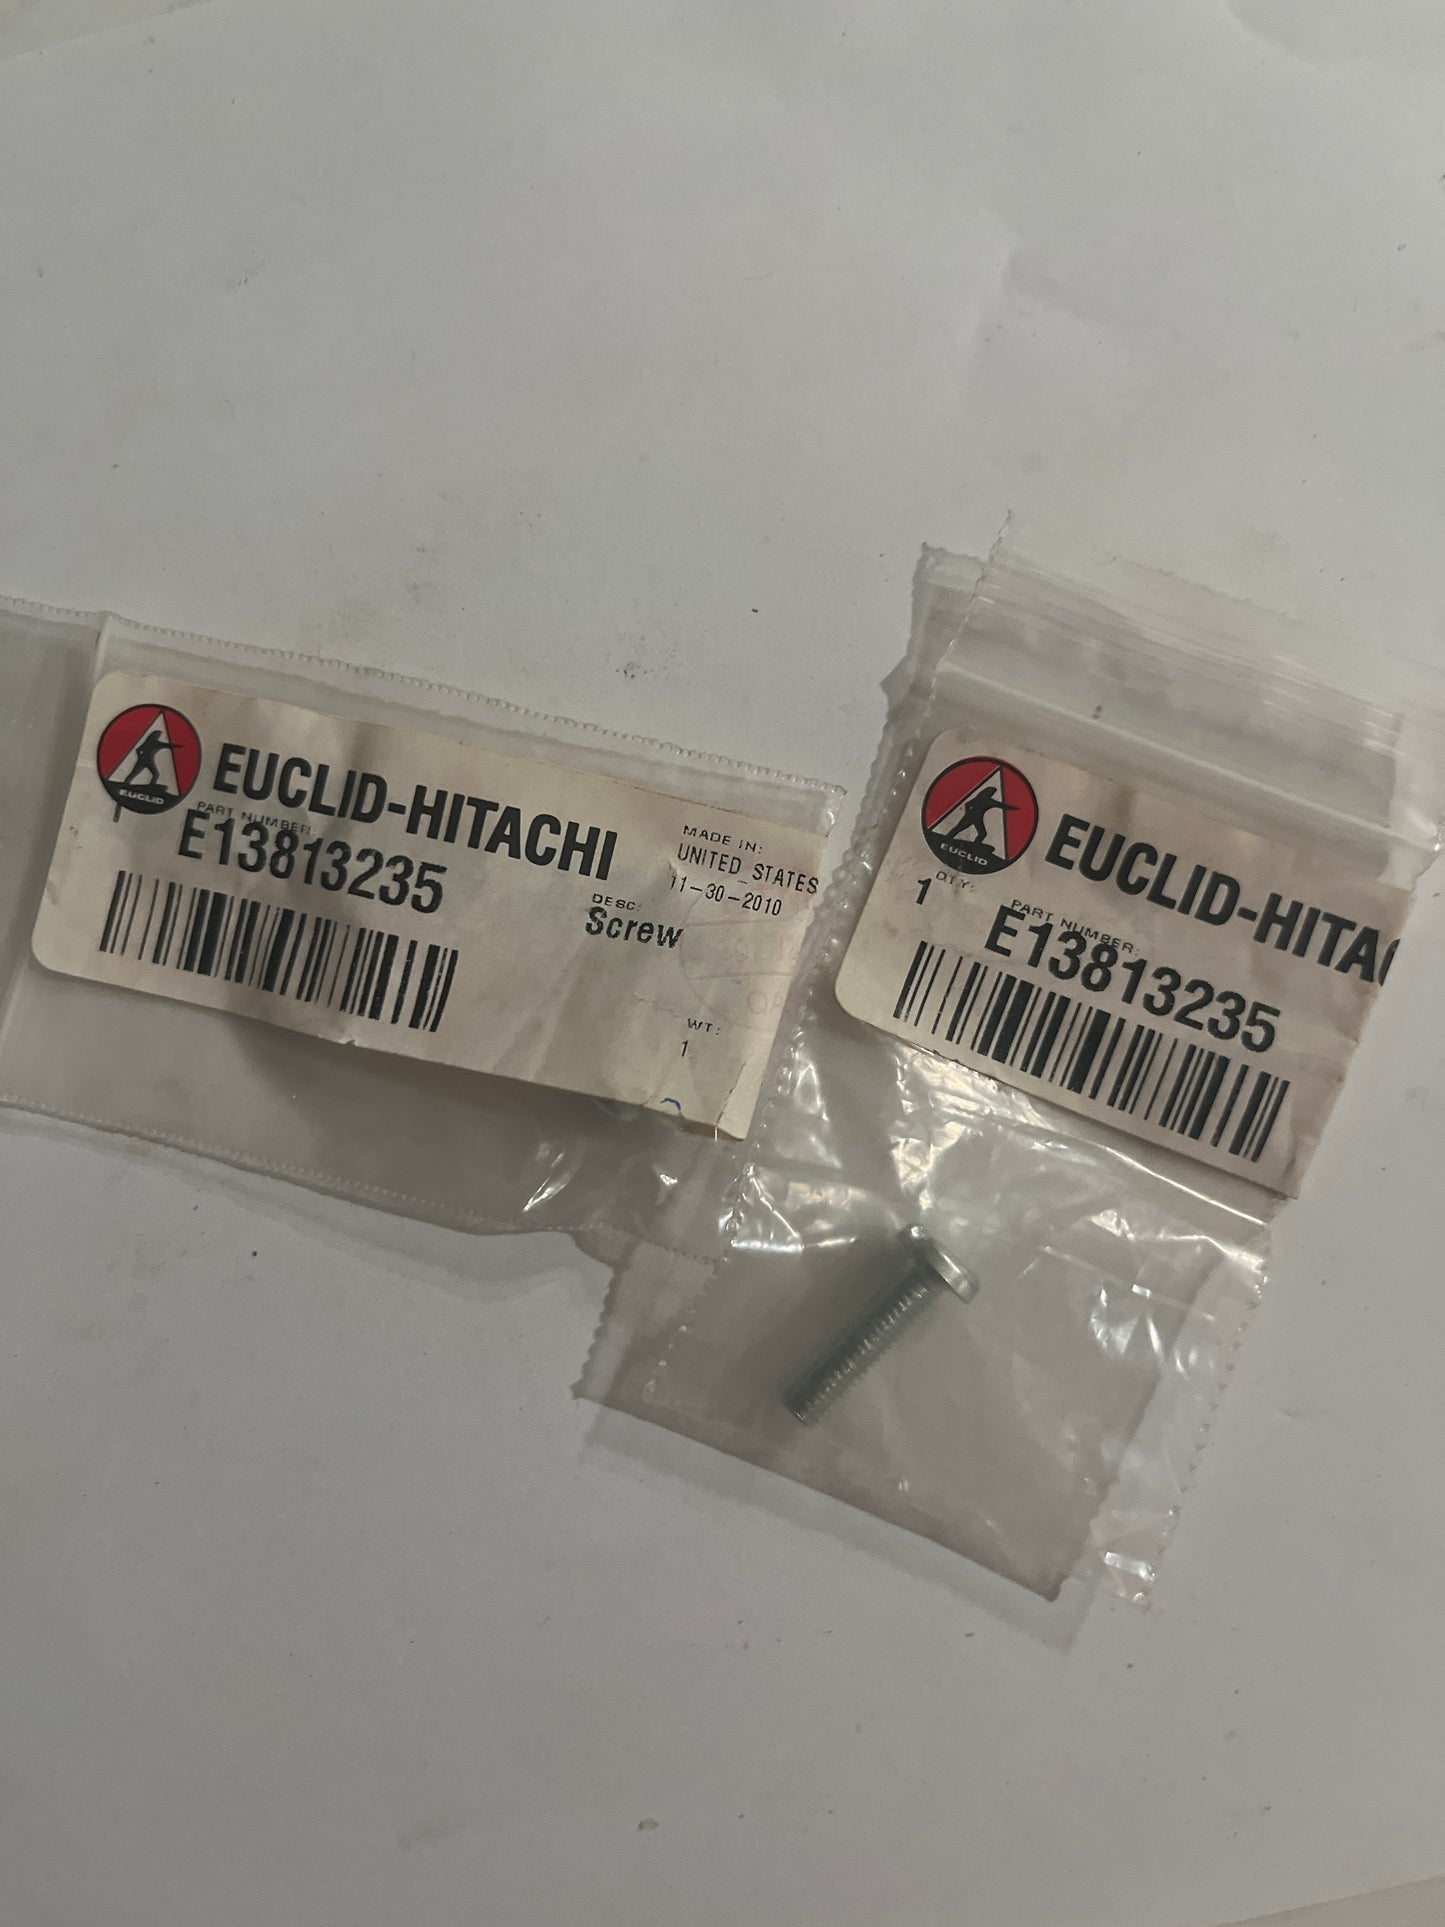 EUCLID
EUCLID-HITACHI
PART NUMBER:
E13813235
MADE IN:
UNITED STATES
11-30-2010
DESC:
Screw
WT:
1
EUCLID
EUCLID-HITAC
QTY:
1
PART NUMBER:
E13813235